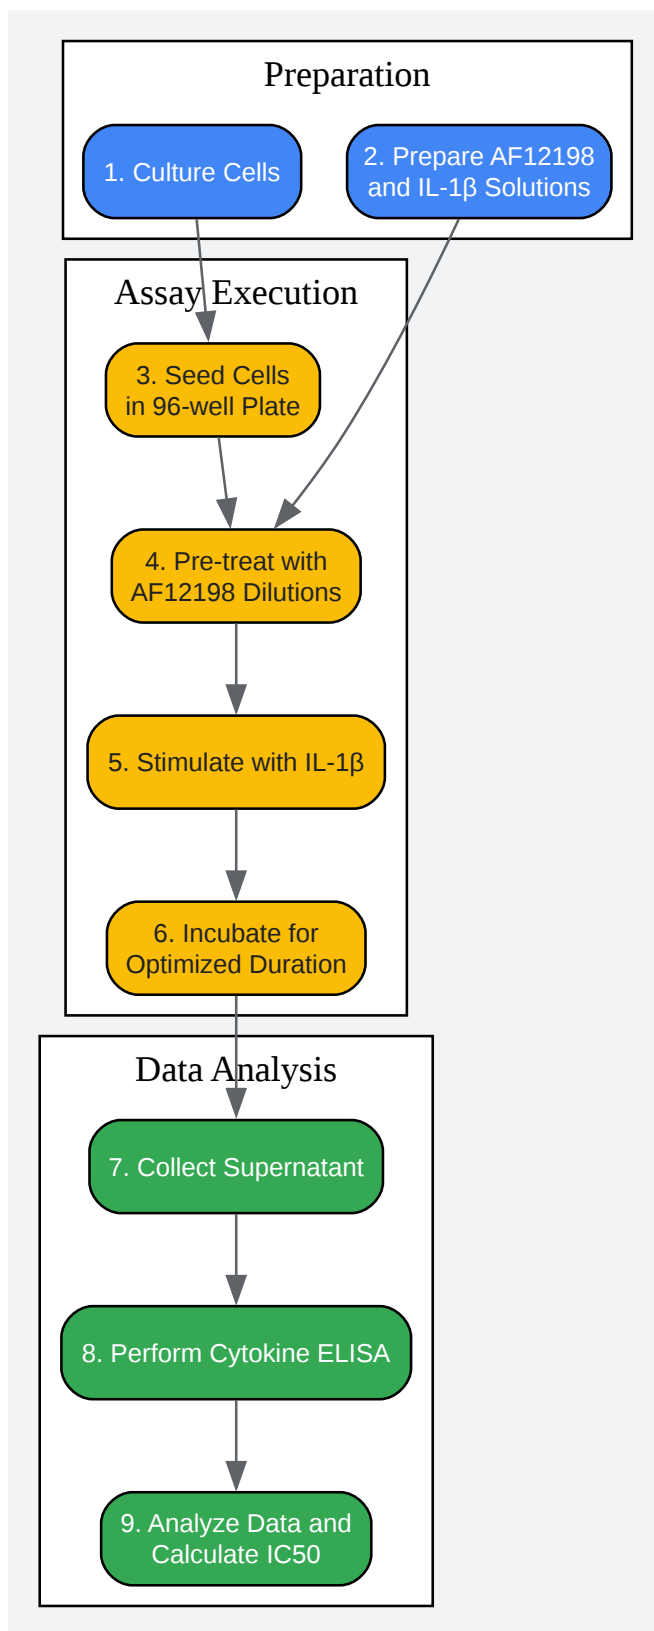 Preparation
1. Culture Cells
2. Prepare AF12198
and IL-1β Solutions
Assay Execution
3. Seed Cells
in 96-well Plate
4. Pre-treat with
AF12198 Dilutions
5. Stimulate with IL-1β
6. Incubate for
Optimized Duration
Data Analysis
7. Collect Supernatant
8. Perform Cytokine ELISA
9. Analyze Data and
Calculate IC50